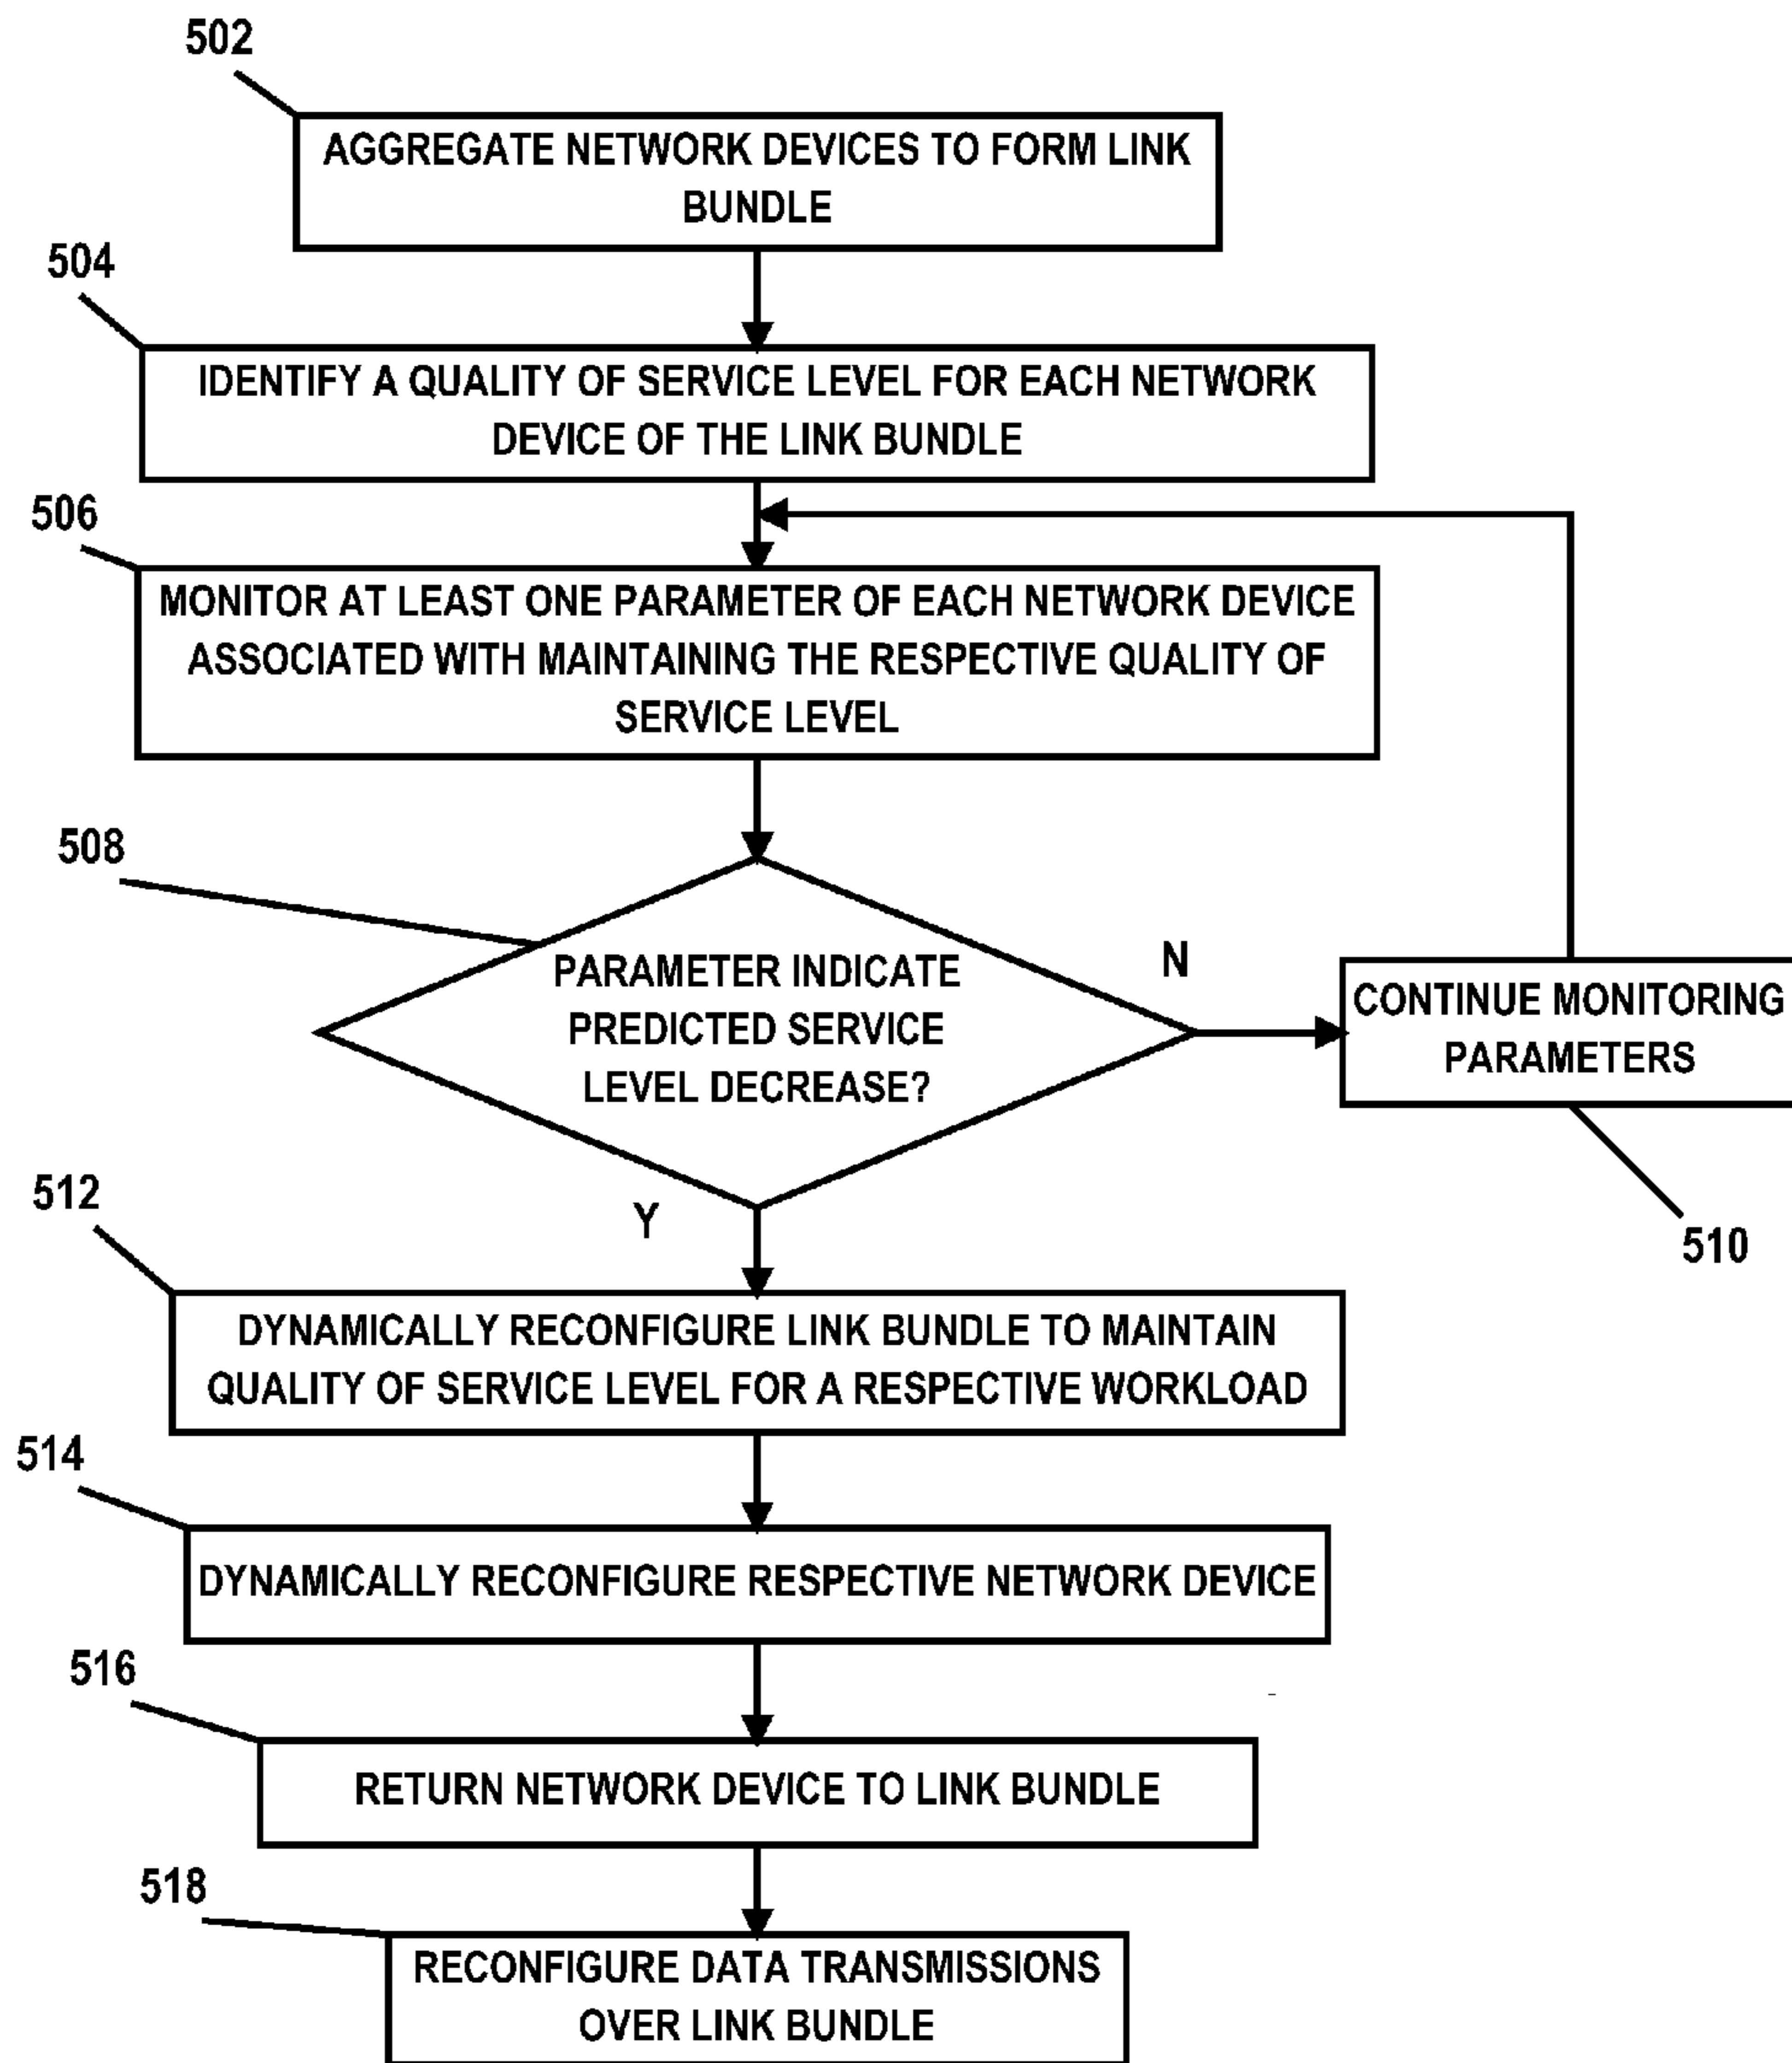 502
AGGREGATE NETWORK DEVICES TO FORM LINK
BUNDLE
504
IDENTIFY A QUALITY OF SERVICE LEVEL FOR EACH NETWORK
DEVICE OF THE LINK BUNDLE
506
MONITOR AT LEAST ONE PARAMETER OF EACH NETWORK DEVICE
ASSOCIATED WITH MAINTAINING THE RESPECTIVE QUALITY OF
SERVICE LEVEL
508
PARAMETER INDICATE
PREDICTED SERVICE
LEVEL DECREASE?
N
CONTINUE MONITORING
PARAMETERS
510
Y
512
DYNAMICALLY RECONFIGURE LINK BUNDLE TO MAINTAIN
QUALITY OF SERVICE LEVEL FOR A RESPECTIVE WORKLOAD
514
DYNAMICALLY RECONFIGURE RESPECTIVE NETWORK DEVICE
516
RETURN NETWORK DEVICE TO LINK BUNDLE
518
RECONFIGURE DATA TRANSMISSIONS
OVER LINK BUNDLE